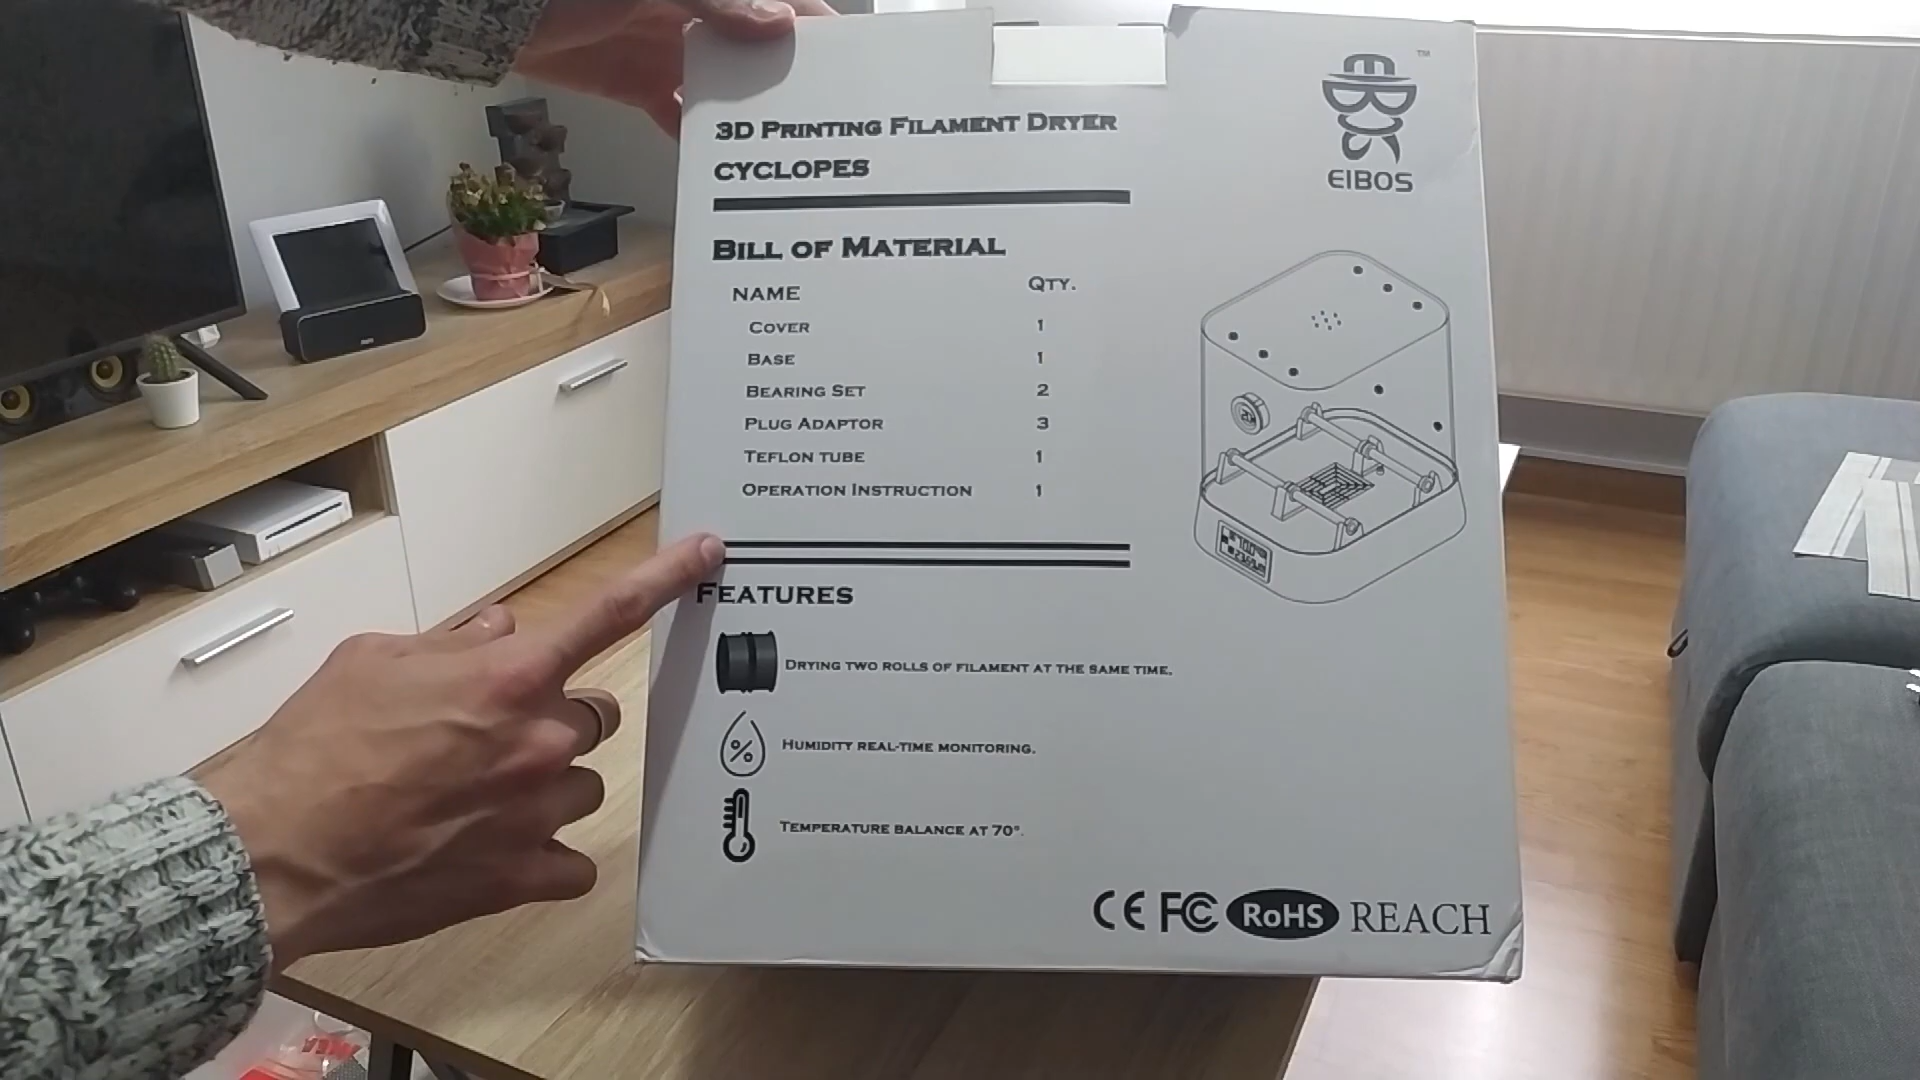 3D PRINTING FILAMENT DRYER
CYCLOPES
™
EIBOS
BILL OF MATERIAL
NAME QTY.
COVER 1
BASE 1
BEARING SET 2
PLUG ADAPTOR 3
TEFLON TUBE 1
OPERATION INSTRUCTION 1
FEATURES
DRYING TWO ROLLS OF FILAMENT AT THE SAME TIME.
% HUMIDITY REAL-TIME MONITORING.
TEMPERATURE BALANCE AT 70°.
CE FC RoHS REACH